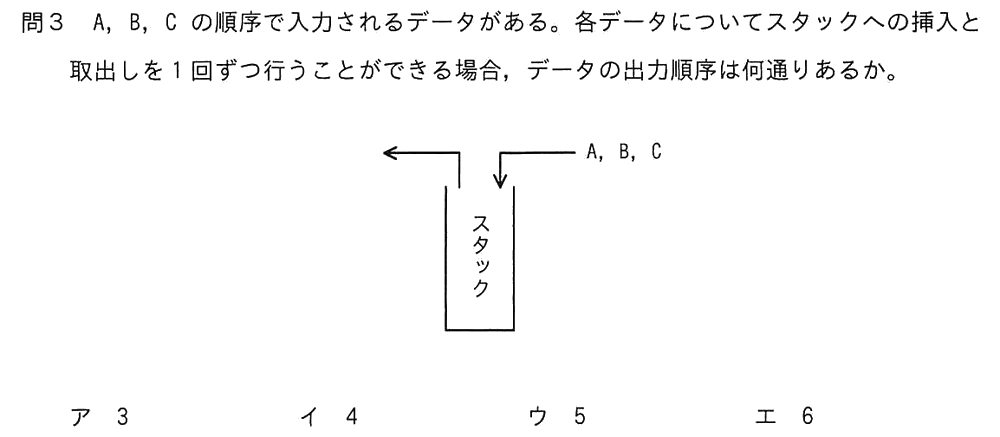 問3 A, B, C の順序で入力されるデータがある。各データについてスタックへの挿入と
取出しを1回ずつ行うことができる場合, データの出力順序は何通りあるか。
A, B, C
スタック
ア 3 イ 4 ウ 5 エ 6